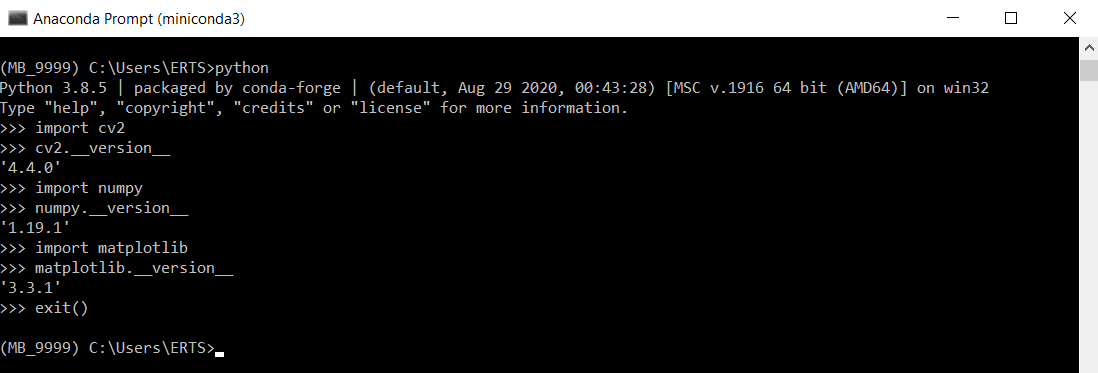 Anaconda Prompt (miniconda3)
(MB_9999) C:\Users\ERTS>python
Python 3.8.5 | packaged by conda-forge | (default, Aug 29 2020, 00:43:28) [MSC v.1916 64 bit (AMD64)] on win32
Type "help", "copyright", "credits" or "license" for more information.
>>> import cv2
>>> cv2.__version__
'4.4.0'
>>> import numpy
>>> numpy.__version__
'1.19.1'
>>> import matplotlib
>>> matplotlib.__version__
'3.3.1'
>>> exit()
(MB_9999) C:\Users\ERTS>